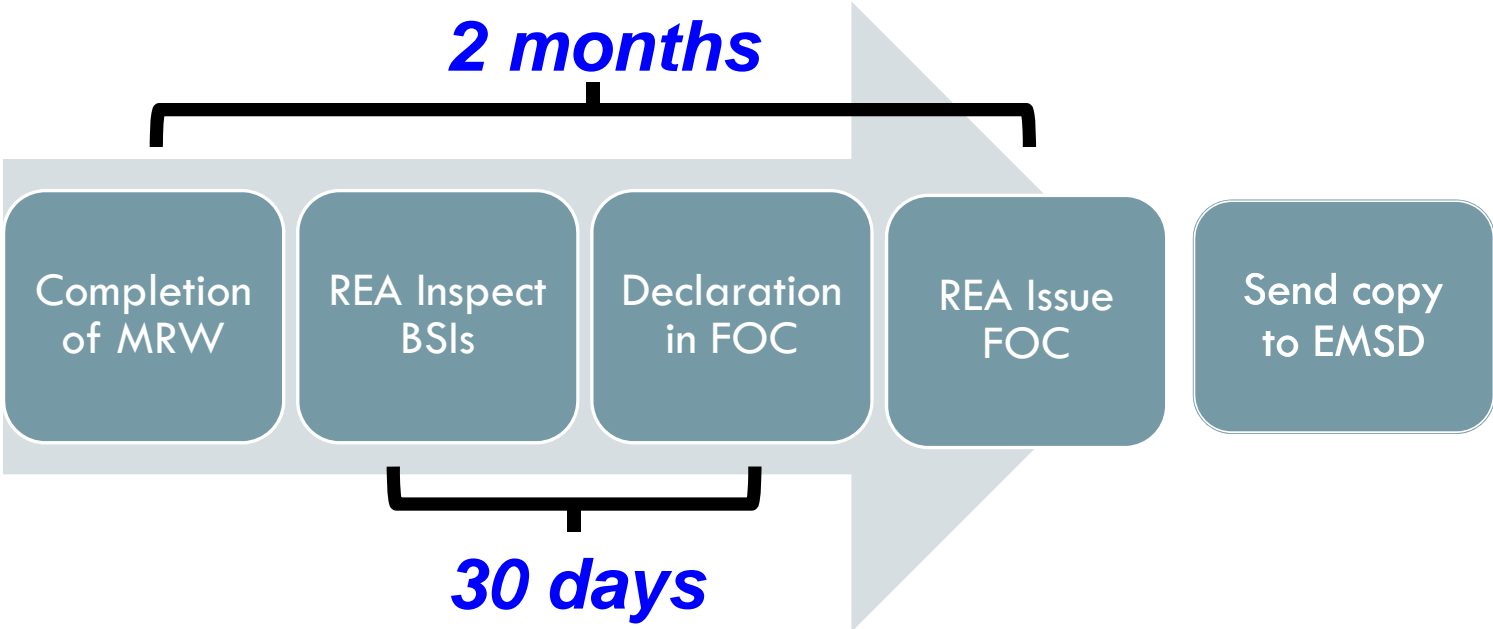 2 months
Completion
of MRW
REA Inspect
BSIs
Declaration
in FOC
REA Issue
FOC
Send copy
to EMSD
30 days